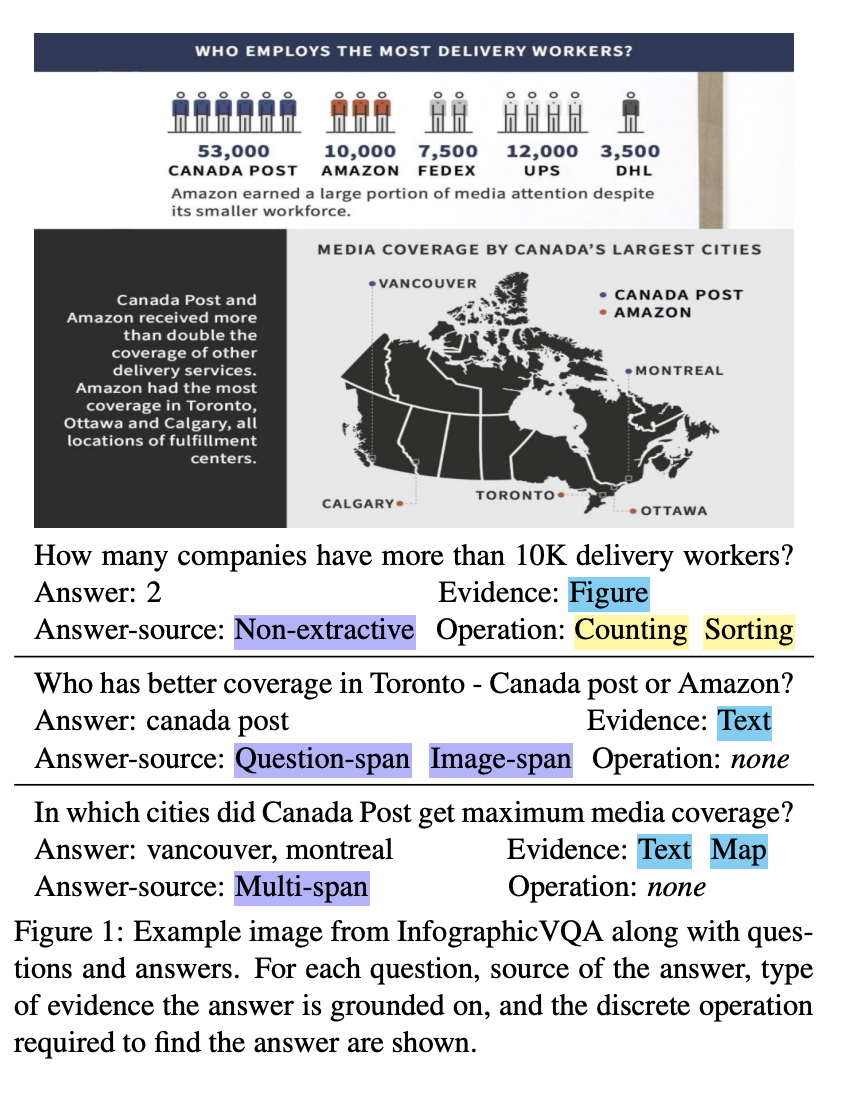 WHO EMPLOYS THE MOST DELIVERY WORKERS?
53,000 10,000 7,500 12,000 3,500
CANADA POST AMAZON FEDEX UPS DHL
Amazon earned a large portion of media attention despite
its smaller workforce.
MEDIA COVERAGE BY CANADA'S LARGEST CITIES
Canada Post and
Amazon received more
than double the
coverage of other
delivery services.
Amazon had the most
coverage in Toronto,
Ottawa and Calgary, all
locations of fulfillment
centers.
VANCOUVER
CANADA POST
AMAZON
MONTREAL
CALGARY
TORONTO
OTTAWA
How many companies have more than 10K delivery workers?
Answer: 2 Evidence: Figure
Answer-source: Non-extractive Operation: Counting Sorting
Who has better coverage in Toronto - Canada post or Amazon?
Answer: canada post Evidence: Text
Answer-source: Question-span Image-span Operation: none
In which cities did Canada Post get maximum media coverage?
Answer: vancouver, montreal Evidence: Text Map
Answer-source: Multi-span Operation: none
Figure 1: Example image from InfographicVQA along with ques-
tions and answers. For each question, source of the answer, type
of evidence the answer is grounded on, and the discrete operation
required to find the answer are shown.